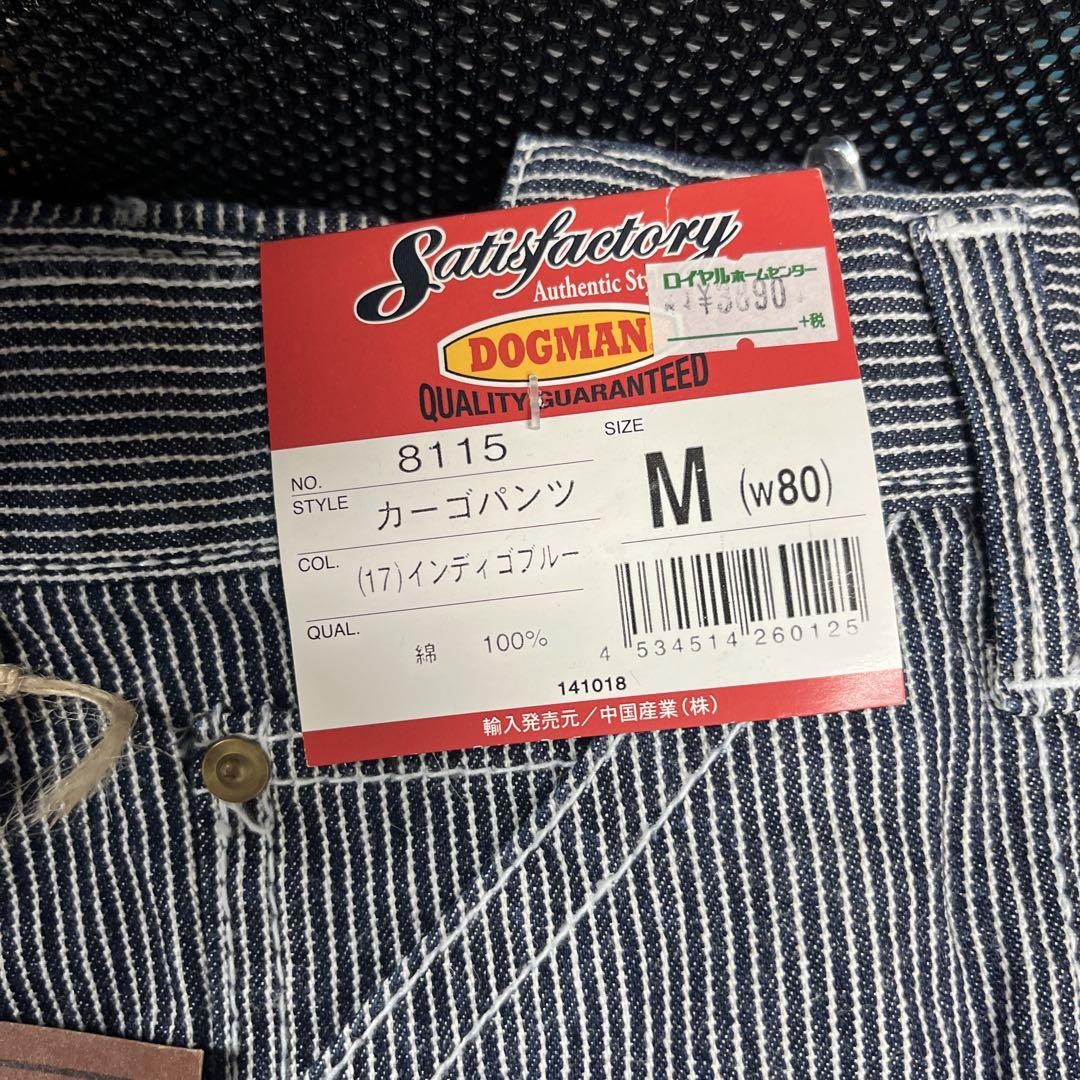 Satisfactory
Authentic
ロイヤルホームセンター
+税
DOGMAN
QUALITY GUARANTEED
NO. 8115
SIZE
STYLE カーゴパンツ
M (W80)
COL. (17)インディゴブルー
QUAL. 綿 100%
4 534514 260125
141018
輸入発売元/中国産業(株)